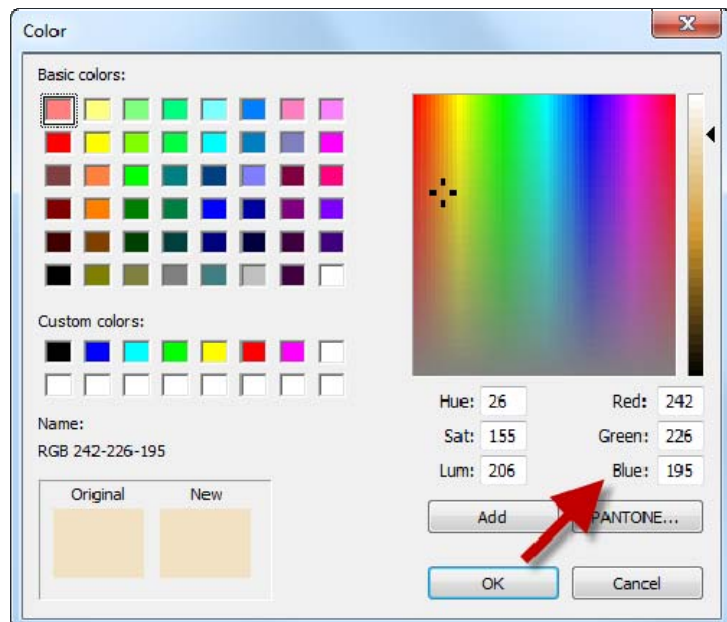 Color
Basic colors:
Custom colors:
Name:
RGB 242-226-195
Original New
Hue: 26 Red: 242
Sat: 155 Green: 226
Lum: 206 Blue: 195
Add PANTONE...
OK Cancel